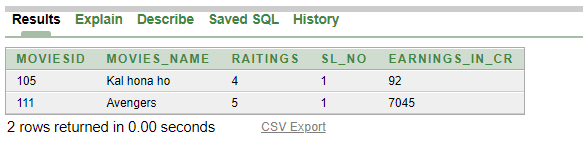 Results Explain Describe Saved SQL History
MOVIESID MOVIES_NAME RAITINGS SL_NO EARNINGS_IN_CR
105 Kal hona ho 4 1 92
111 Avengers 5 1 7045
2 rows returned in 0.00 seconds CSV Export